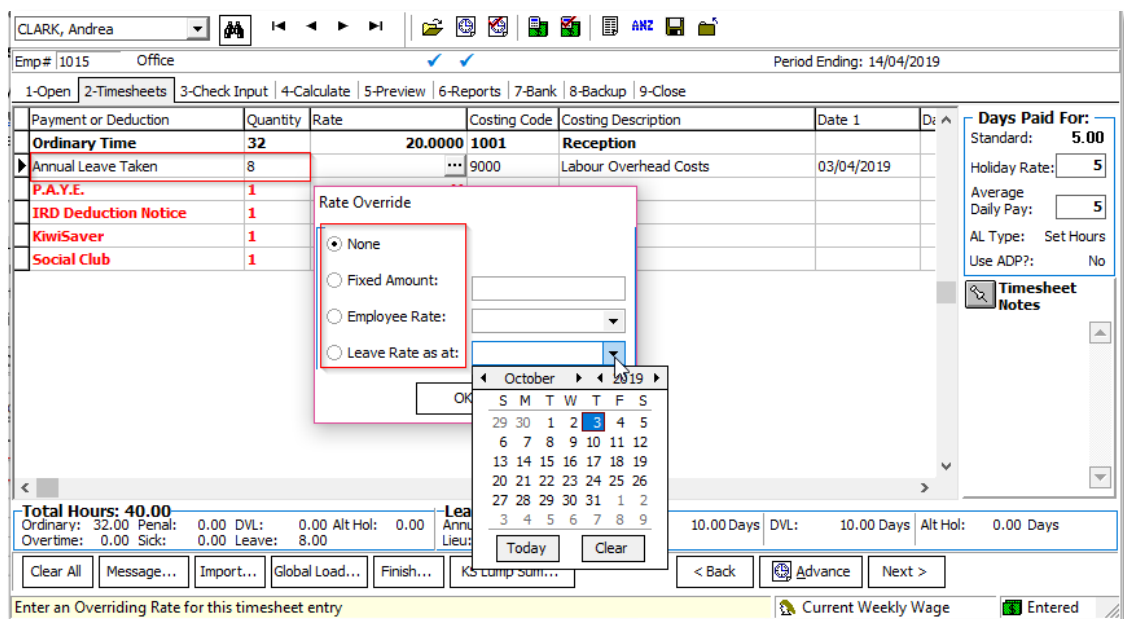 CLARK, Andrea
ANZ
Emp# 1015 Office Period Ending: 14/04/2019
1-Open 2-Timesheets 3-Check Input 4-Calculate 5-Preview 6-Reports 7-Bank 8-Backup 9-Close
Payment or Deduction Quantity Rate Costing Code Costing Description Date 1
Ordinary Time 32 20.0000 1001 Reception
Annual Leave Taken 8 ... 9000 Labour Overhead Costs 03/04/2019
P.A.Y.E. 1
IRD Deduction Notice 1
KiwiSaver 1
Social Club 1
Days Paid For:
Standard: 5.00
Holiday Rate: 5
Average
Daily Pay: 5
AL Type: Set Hours
Use ADP?: No
Timesheet
Notes
Rate Override
None
Fixed Amount:
Employee Rate:
Leave Rate as at:
OK
October 2019
S M T W T F S
29 30 1 2 3 4 5
6 7 8 9 10 11 12
13 14 15 16 17 18 19
20 21 22 23 24 25 26
27 28 29 30 31 1 2
3 4 5 6 7 8 9
Today Clear
Total Hours: 40.00
Ordinary: 32.00 Penal: 0.00 DVL: 0.00 Alt Hol: 0.00
Overtime: 0.00 Sick: 0.00 Leave: 8.00
Lieu: 10.00 Days DVL: 10.00 Days Alt Hol: 0.00 Days
Clear All Message... Import... Global Load... Finish... KS Lump Sum... < Back Advance Next >
Enter an Overriding Rate for this timesheet entry Current Weekly Wage Entered